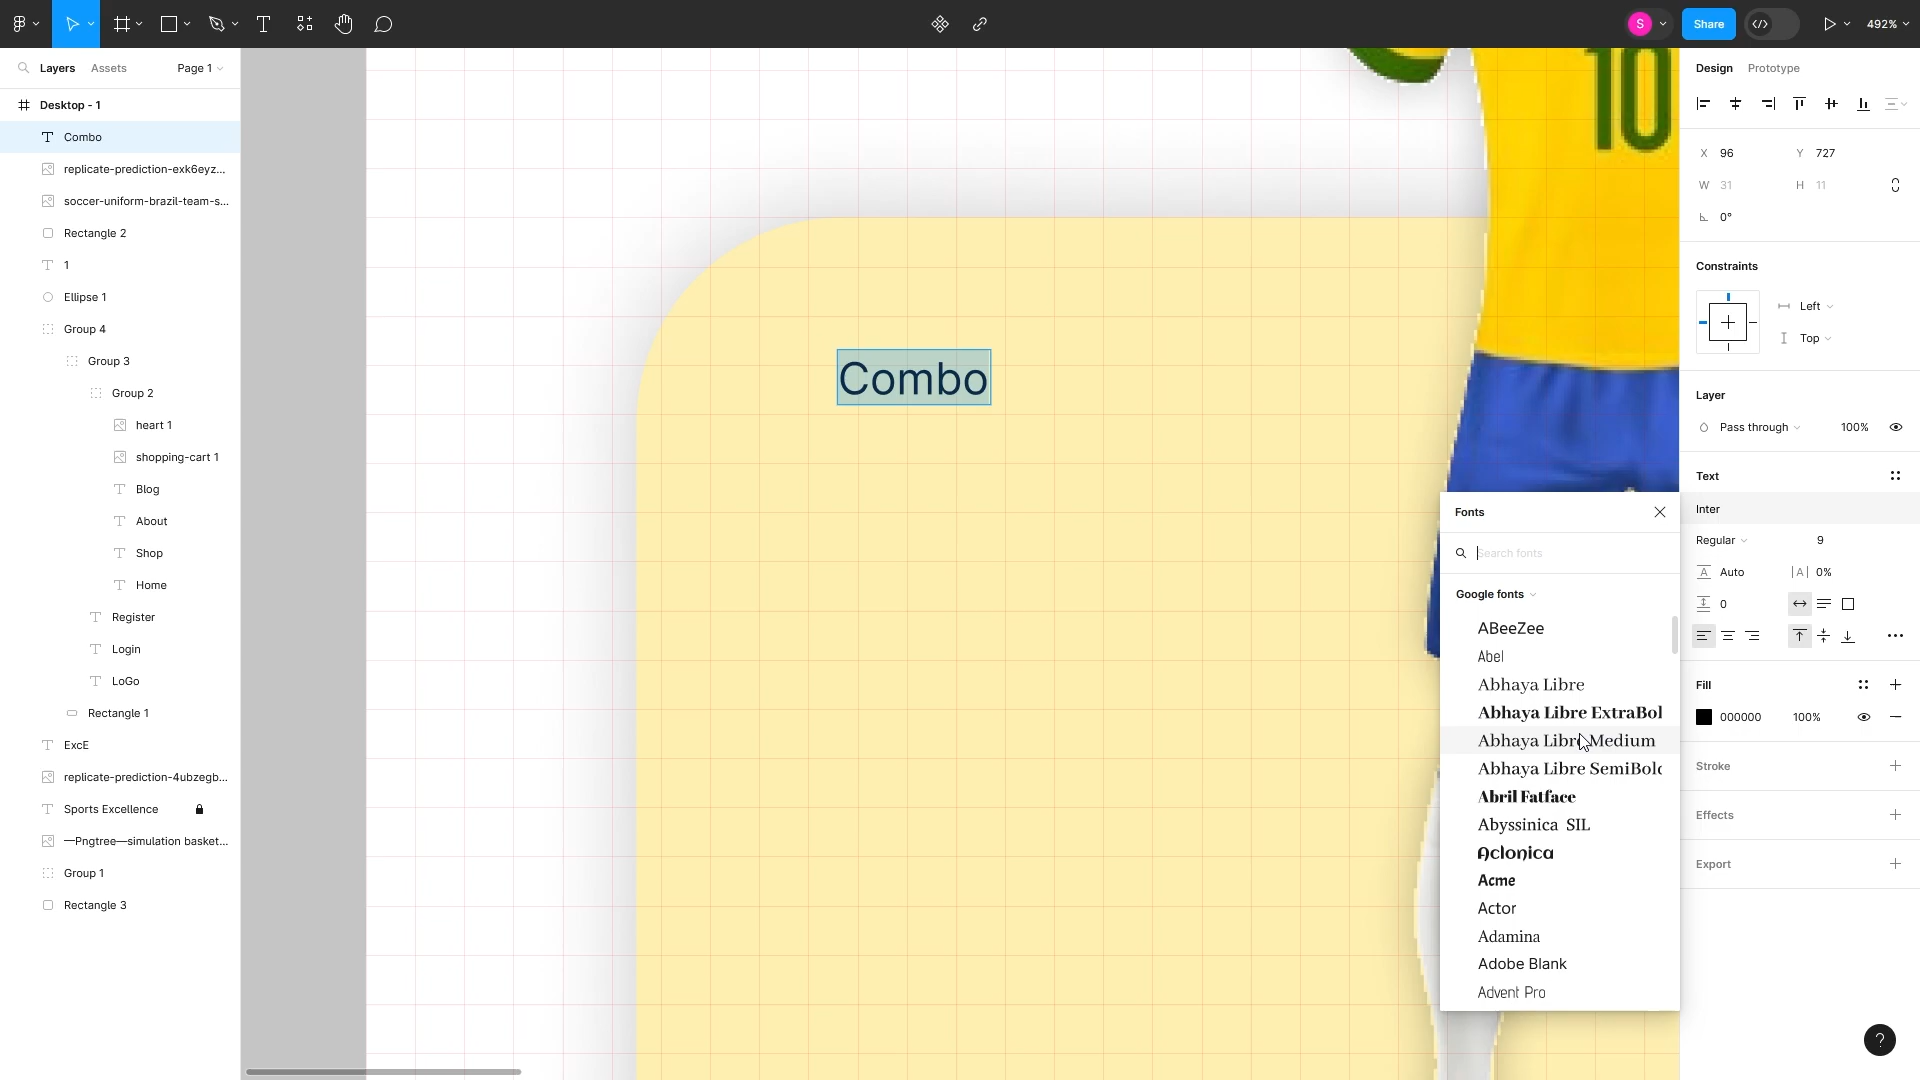 S
Share
492%
Layers
Assets
Page 1
Desktop - 1
Combo
replicate-prediction-exk6eyz...
soccer-uniform-brazil-team-s...
Rectangle 2
1
Ellipse 1
Group 4
Group 3
Group 2
heart 1
shopping-cart 1
Blog
About
Shop
Home
Register
Login
LoGo
Rectangle 1
ExcE
replicate-prediction-4ubzegb...
Sports Excellence
—Pngtree—simulation basket...
Group 1
Rectangle 3
10
Combo
Fonts
Search fonts
Google fonts
ABeeZee
Abel
Abhaya Libre
Abhaya Libre ExtraBol
Abhaya Libre Medium
Abhaya Libre SemiBold
Abril Fatface
Abyssinica SIL
Aclonica
Acme
Actor
Adamina
Adobe Blank
Advent Pro
Design
Prototype
X 96 Y 727
W 31 H 11
0°
Constraints
Left
Top
Layer
Pass through 100%
Text
Inter
Regular 9
A Auto |A| 0%
0
Fill
000000 100%
Stroke
Effects
Export
?